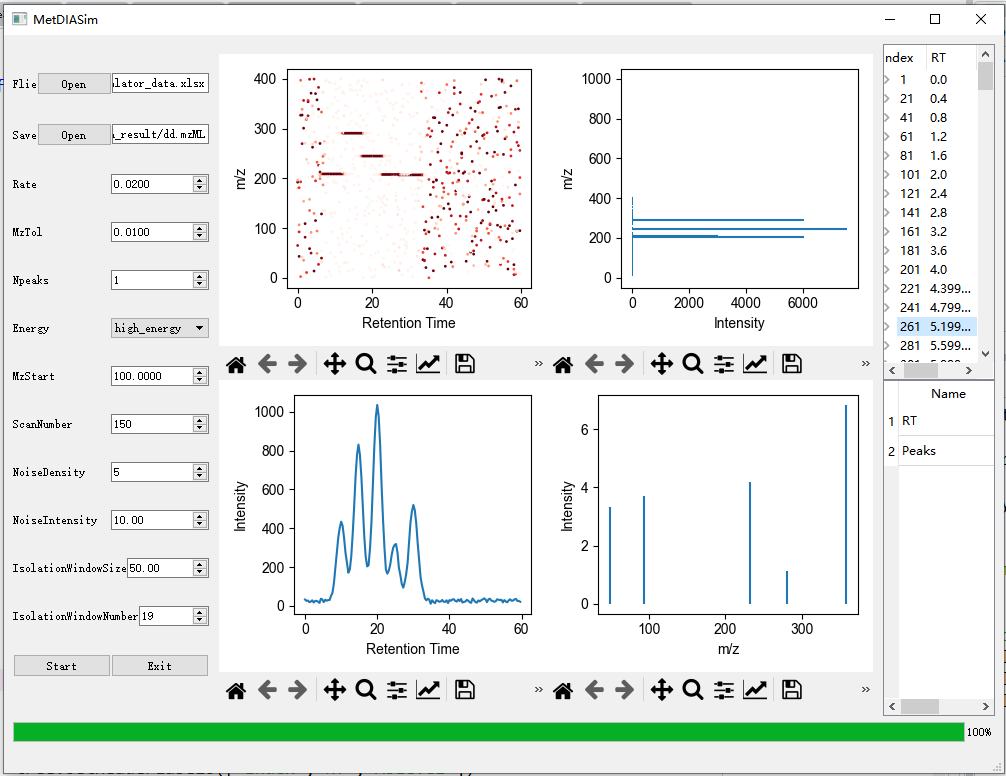 MetDIASim
Flie Open lator_data.xlsx
Save Open _result/dd.mzML
Rate 0.0200
MzTol 0.0100
Npeaks 1
Energy high_energy
MzStart 100.0000
ScanNumber 150
NoiseDensity 5
NoiseIntensity 10.00
IsolationWindowSize 50.00
IsolationWindowNumber 19
Start Exit
400
300
200
100
0
m/z
0 20 40 60
Retention Time
1000
800
600
400
200
0
m/z
0 2000 4000 6000
Intensity
1000
800
600
400
200
0
Intensity
0 20 40 60
Retention Time
6
4
2
0
Intensity
100 200 300
m/z
ndex RT
1 0.0
21 0.4
41 0.8
61 1.2
81 1.6
101 2.0
121 2.4
141 2.8
161 3.2
181 3.6
201 4.0
221 4.399...
241 4.799...
261 5.199...
281 5.599...
Name
1 RT
2 Peaks
100%